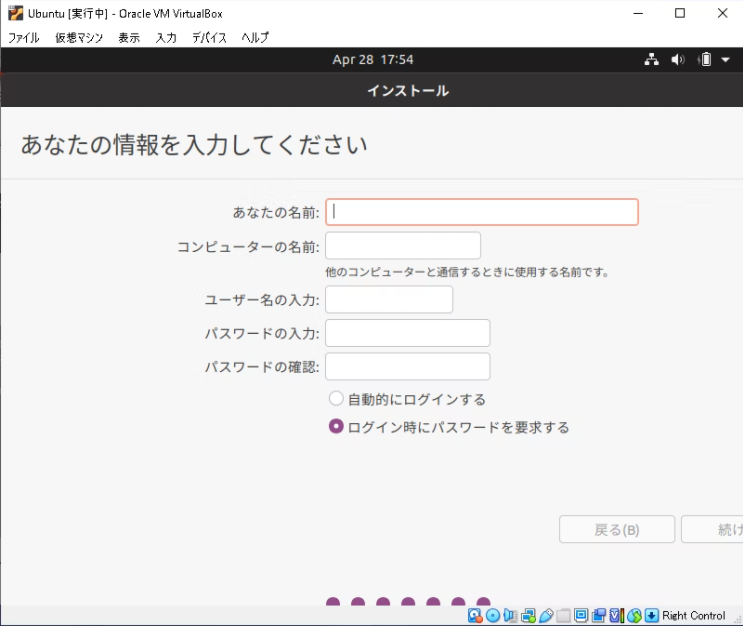 Ubuntu [実行中] - Oracle VM VirtualBox
ファイル 仮想マシン 表示 入力 デバイス ヘルプ
Apr 28 17:54
インストール
あなたの情報を入力してください
あなたの名前:
コンピューターの名前:
他のコンピューターと通信するときに使用する名前です。
ユーザー名の入力:
パスワードの入力:
パスワードの確認:
自動的にログインする
ログイン時にパスワードを要求する
戻る(B) 続け
Right Control